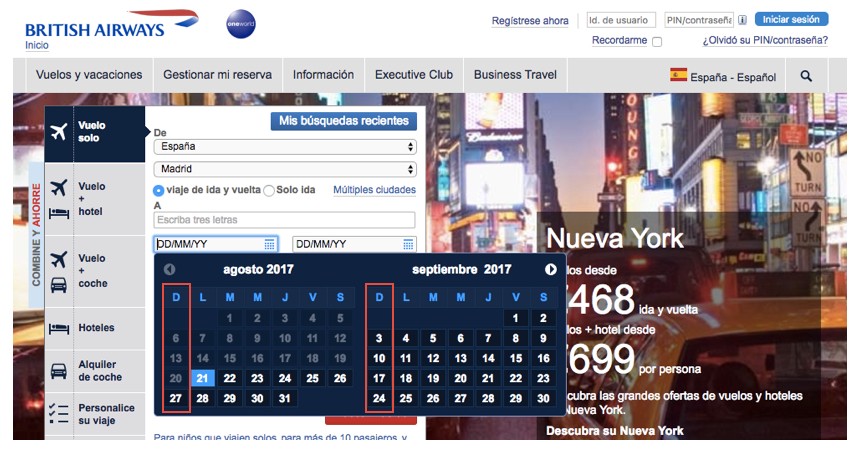 BRITISH AIRWAYS
oneworld
Inicio
Regístrese ahora
Id. de usuario
PIN/contraseña
i
Iniciar sesión
Recordarme
¿Olvidó su PIN/contraseña?
Vuelos y vacaciones
Gestionar mi reserva
Información
Executive Club
Business Travel
España - Español
COMBINE Y AHORRE
Vuelo
solo
Vuelo
+
hotel
Vuelo
+
coche
Hoteles
Alquiler
de coche
Personalice
su viaje
Mis búsquedas recientes
De
España
Madrid
viaje de ida y vuelta
Solo ida
Múltiples ciudades
A
Escriba tres letras
DD/MM/YY
DD/MM/YY
agosto 2017
D L M M J V S
1 2 3 4 5
6 7 8 9 10 11 12
13 14 15 16 17 18 19
20 21 22 23 24 25 26
27 28 29 30 31
septiembre 2017
D L M M J V S
1 2
3 4 5 6 7 8 9
10 11 12 13 14 15 16
17 18 19 20 21 22 23
24 25 26 27 28 29 30
Para niños que viajen solos, para más de 10 pasajeros, y
YOUNG
Budweiser
NO
TURN
NO
TURN
Nueva York
los desde
468 ida y vuelta
los + hotel desde
699 por persona
cubra las grandes ofertas de vuelos y hoteles
Nueva York.
Descubra su Nueva York